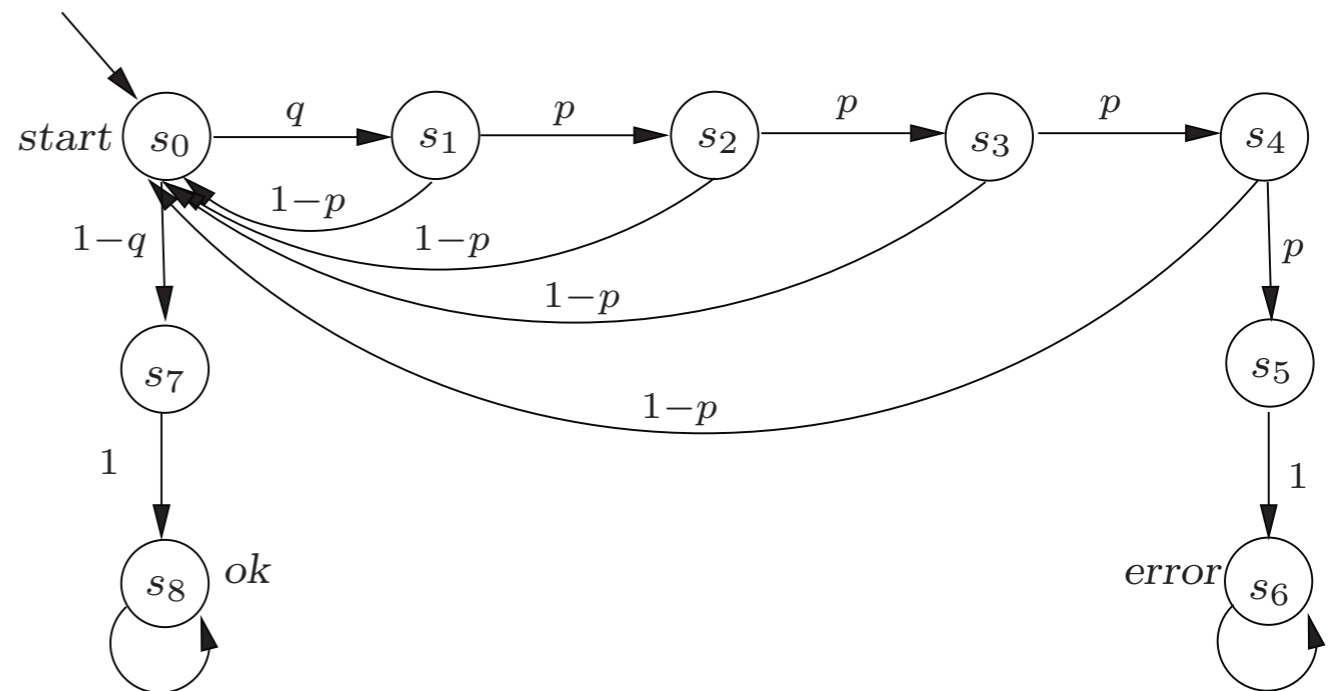 q p p p
start s₀ s₁ s₂ s₃ s₄
1−p
1−q 1−p p
1−p
s₇ s₅
1−p
1 1
s₈ ok error s₆